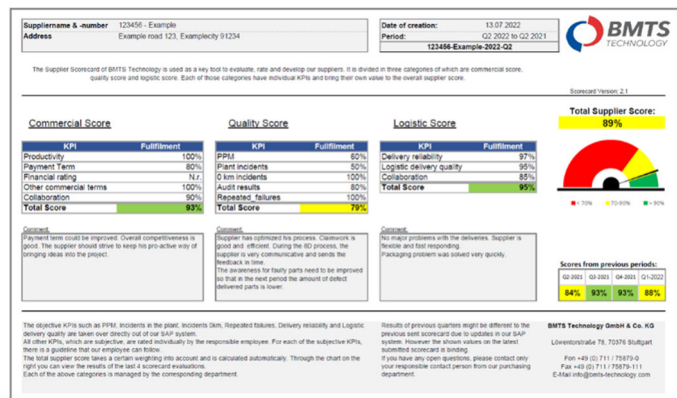 Suppliername & -number 123456 - Example
Address Example road 123, Examplecity 91234
Date of creation: 13.07.2022
Period: Q2 2022 to Q2 2021
123456-Example-2022-Q2
BMTS
TECHNOLOGY
The Supplier Scorecard of BMTS Technology is used as a key tool to evaluate, rate and develop our suppliers. It is divided in three categories of which are commercial score,
quality score and logistic score. Each of those categories have individual KPIs and bring their own value to the overall supplier score.
Scorecard Version: 2.1
Commercial Score
KPI Fullfilment
Productivity 100%
Payment Term 80%
Financial rating N.r.
Other commercial terms 100%
Collaboration 90%
Total Score 93%
Comment:
Payment term could be improved. Overall competitiveness is
good. The supplier should strive to keep his pro-active way of
bringing ideas into the project.
Quality Score
KPI Fullfilment
PPM 60%
Plant incidents 50%
0 km incidents 100%
Audit results 80%
Repeated_failures 100%
Total Score 79%
Comment:
Supplier has optimized his process. Claimwork is
good and efficient. During the 8D process, the
supplier is very communicative and sends the
feedback in time.
The awareness for faulty parts need to be improved
so that in the next period the amount of defect
delivered parts is lower.
Logistic Score
KPI Fullfilment
Delivery reliability 97%
Logistic delivery quality 95%
Collaboration 85%
Total Score 95%
Comment:
No major problems with the deliveries. Supplier is
flexible and fast responding.
Packaging problem was solved very quickly.
Total Supplier Score:
89%
< 70% 70-90% > 90%
Scores from previous periods:
Q2-2021 Q3-2021 Q4-2021 Q1-2022
84% 93% 93% 88%
The objective KPIs such as PPM, Incidents in the plant, Incidents 0km, Repeated failures, Delivery reliability and Logistic
delivery quality are taken over directly out of our SAP system.
All other KPIs, which are subjective, are rated individually by the responsible employee. For each of the subjective KPIs,
there is a guideline that our employee can follow.
The total supplier score takes a certain weighting into account and is calculated automatically. Through the chart on the
right you can view the results of the last 4 scorecard evaluations.
Each of the above categories is managed by the corresponding department.
Results of previous quarters might be different to the
previous sent scorecard due to updates in our SAP
system. However the shown values on the latest
submitted scorecard is binding.
If you have any open questions, please contact only
your responsible contact person from our purchasing
department.
BMTS Technology GmbH & Co. KG
Löwentorstraße 78, 70376 Stuttgart
Fon +49 (0) 711 / 75879-0
Fax +49 (0) 711 / 75879-111
E-Mail info@bmts-technology.com